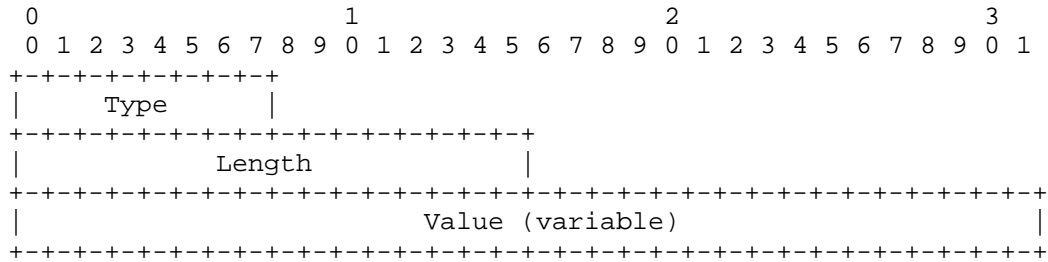 0                   1                   2                   3
 0 1 2 3 4 5 6 7 8 9 0 1 2 3 4 5 6 7 8 9 0 1 2 3 4 5 6 7 8 9 0 1
+-+-+-+-+-+-+-+-+
|     Type      |
+-+-+-+-+-+-+-+-+-+-+-+-+-+-+-+-+
|            Length             |
+-+-+-+-+-+-+-+-+-+-+-+-+-+-+-+-+-+-+-+-+-+-+-+-+-+-+-+-+-+-+-+-+
|                         Value (variable)                      |
+-+-+-+-+-+-+-+-+-+-+-+-+-+-+-+-+-+-+-+-+-+-+-+-+-+-+-+-+-+-+-+-+